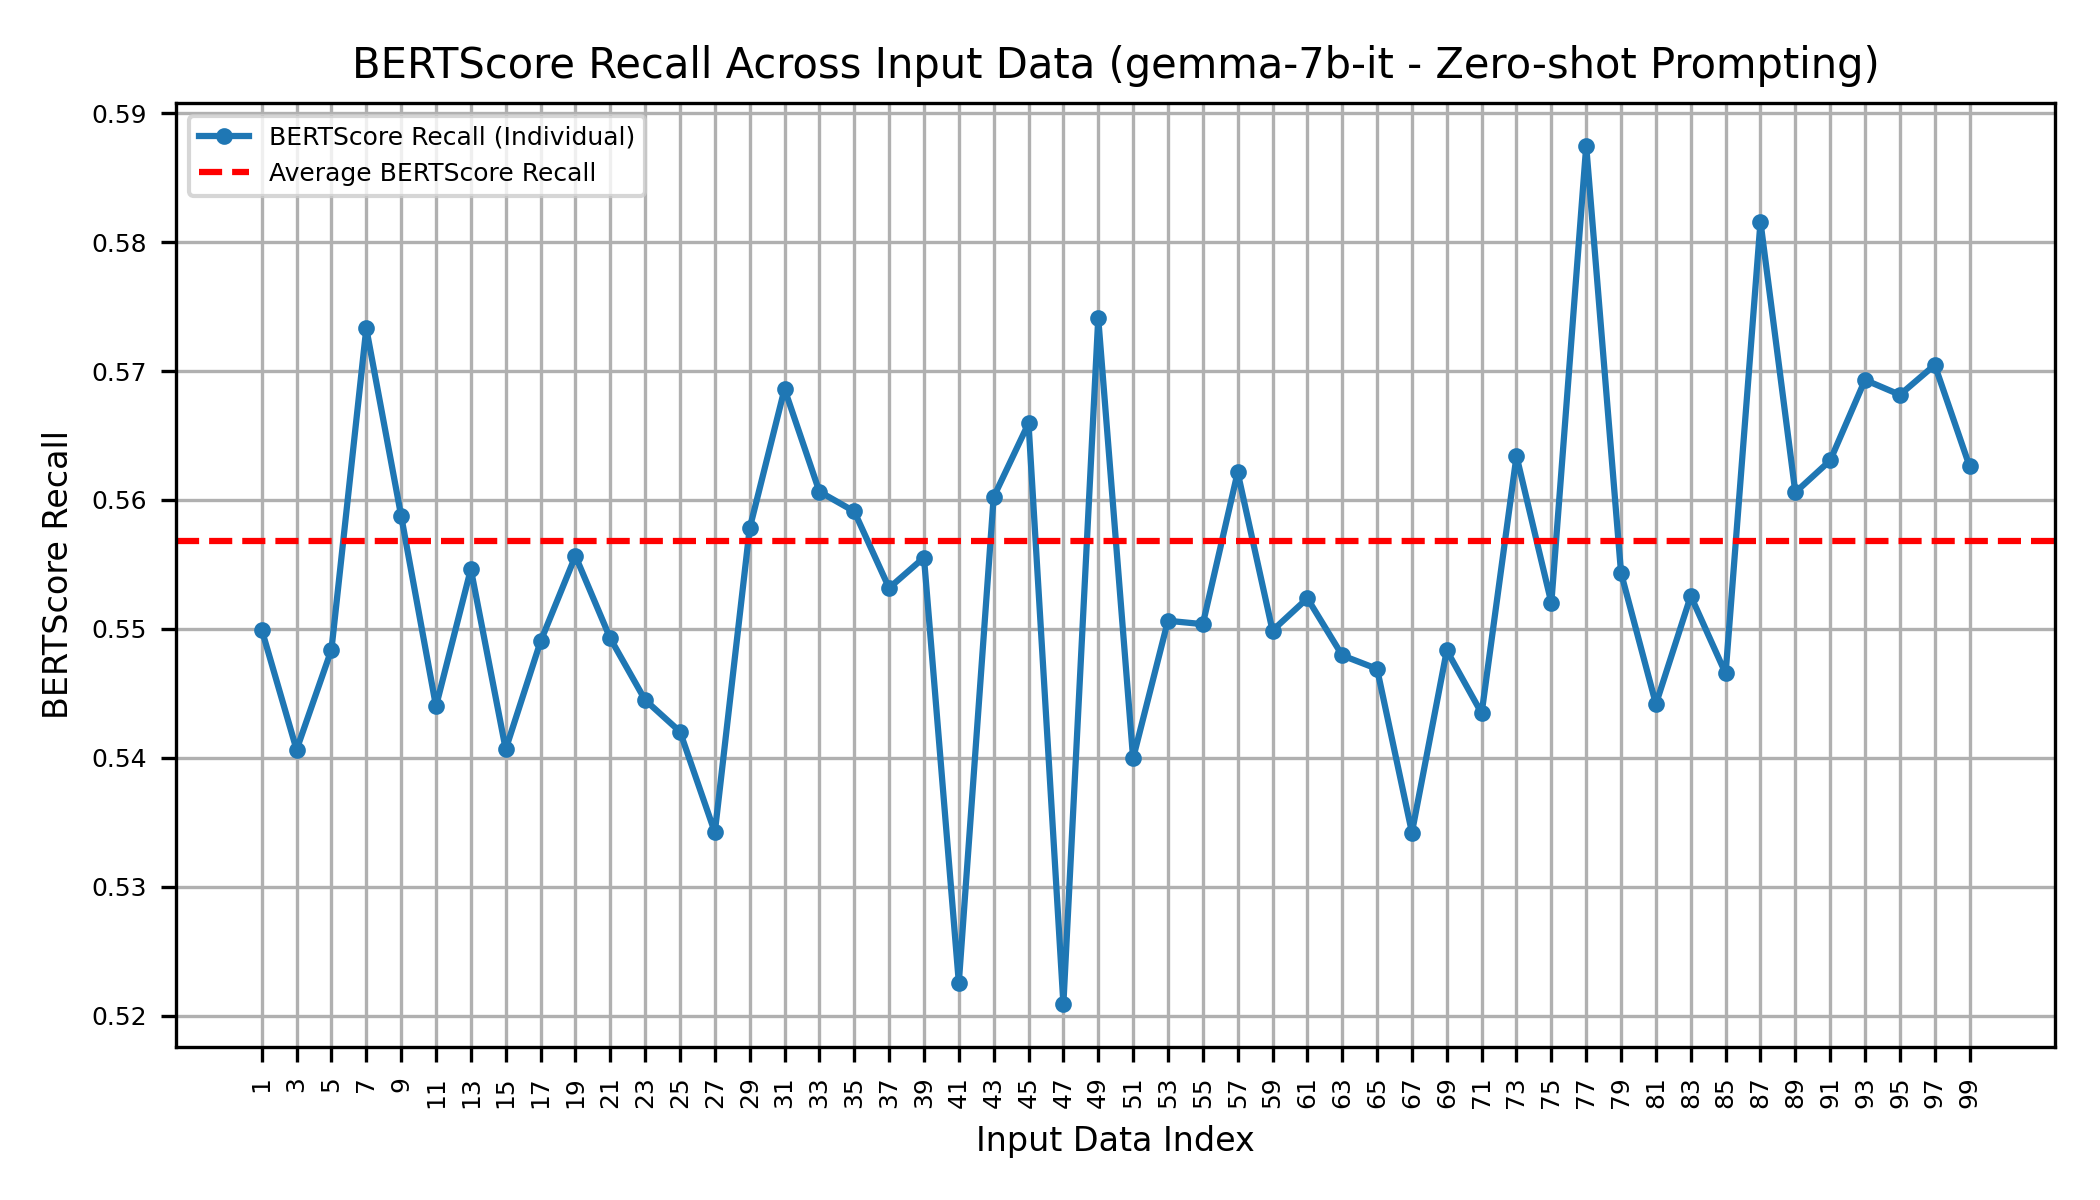 BERTScore Recall Across Input Data (gemma-7b-it - Zero-shot Prompting)
BERTScore Recall (Individual)
Average BERTScore Recall
BERTScore Recall
0.59
0.58
0.57
0.56
0.55
0.54
0.53
0.52
1 3 5 7 9 11 13 15 17 19 21 23 25 27 29 31 33 35 37 39 41 43 45 47 49 51 53 55 57 59 61 63 65 67 69 71 73 75 77 79 81 83 85 87 89 91 93 95 97 99
Input Data Index